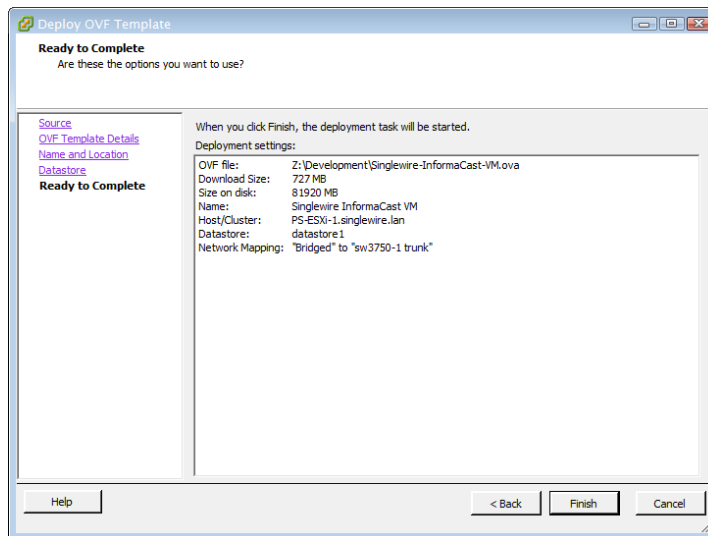 Deploy OVF Template
Ready to Complete
Are these the options you want to use?
Source
OVF Template Details
Name and Location
Datastore
Ready to Complete
When you click Finish, the deployment task will be started.
Deployment settings:
OVF file: Z:\Development\Singlewire-InformaCast-VM.ova
Download Size: 727 MB
Size on disk: 81920 MB
Name: Singlewire InformaCast VM
Host/Cluster: PS-ESXi-1.singlewire.lan
Datastore: datastore1
Network Mapping: "Bridged" to "sw3750-1 trunk"
Help
< Back
Finish
Cancel